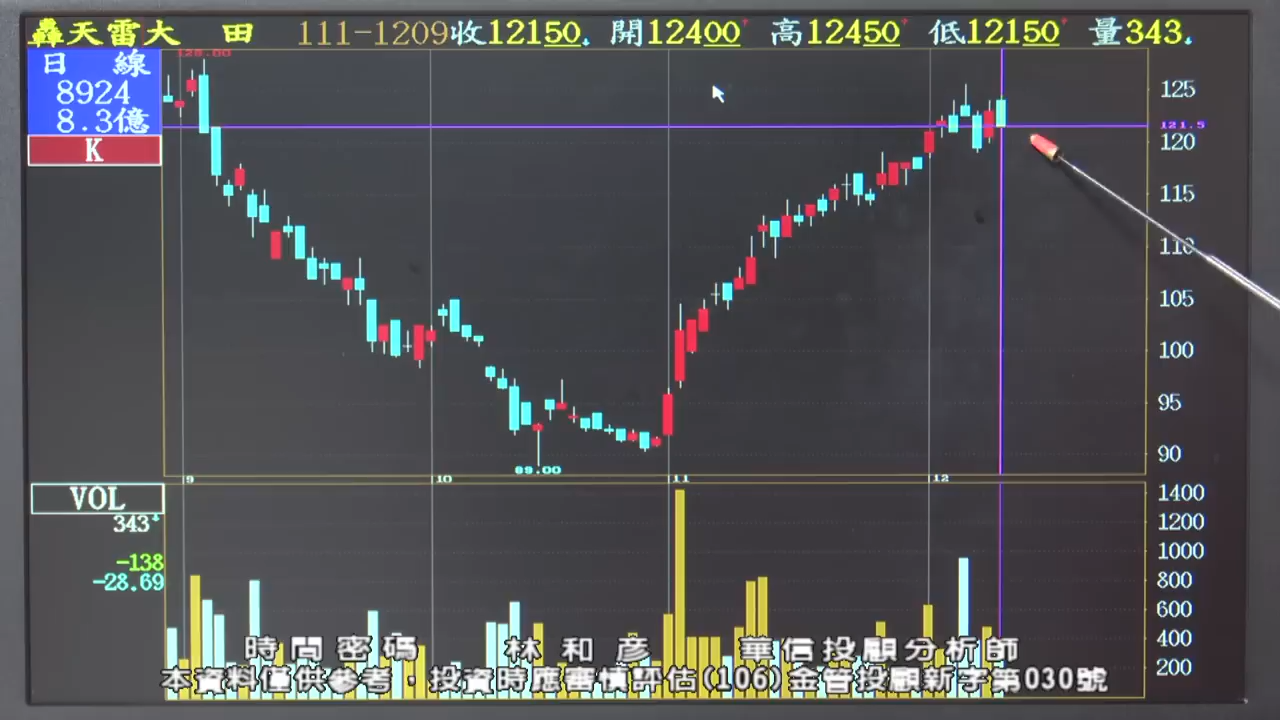 轟天雷大 田 111-1209收12150 開12400 高12450 低12150 量343
日 線
8924
8.3億
K
125
121.5
120
115
110
105
100
95
90
89.00
9 10 11 12
VOL
343
-138
-28.69
1400
1200
1000
800
600
400
200
時間密碼 林和彥 華信投顧分析師
本資料僅供參考，投資時應審慎評估(106)金管投顧新字第030號